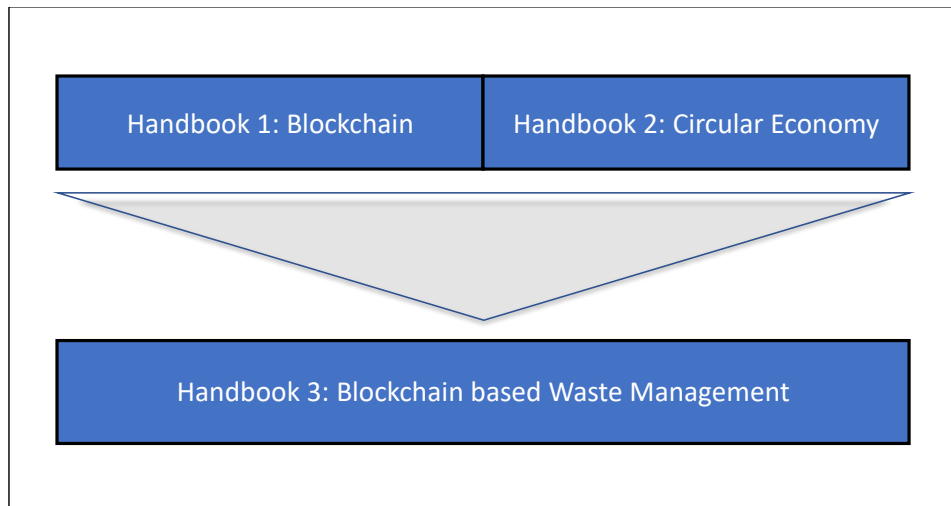 Handbook 1: Blockchain
Handbook 2: Circular Economy
Handbook 3: Blockchain based Waste Management